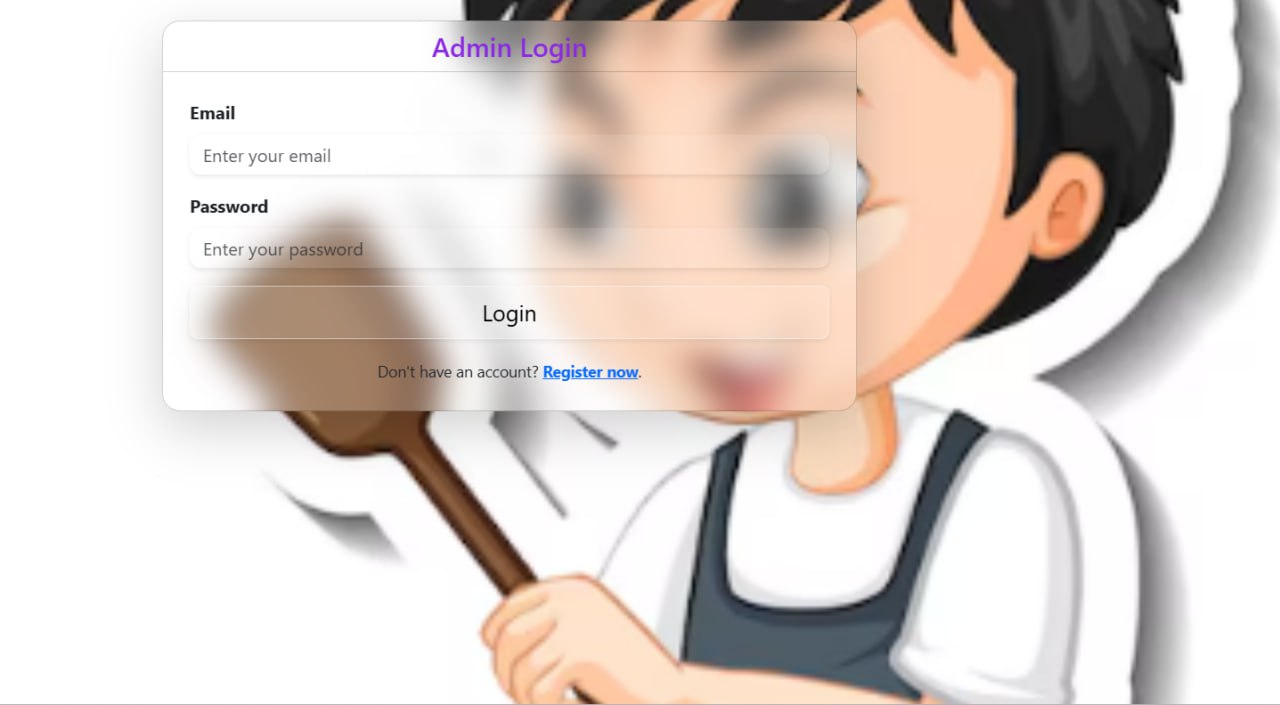 Admin Login
Email
Enter your email
Password
Enter your password
Login
Don't have an account? Register now.